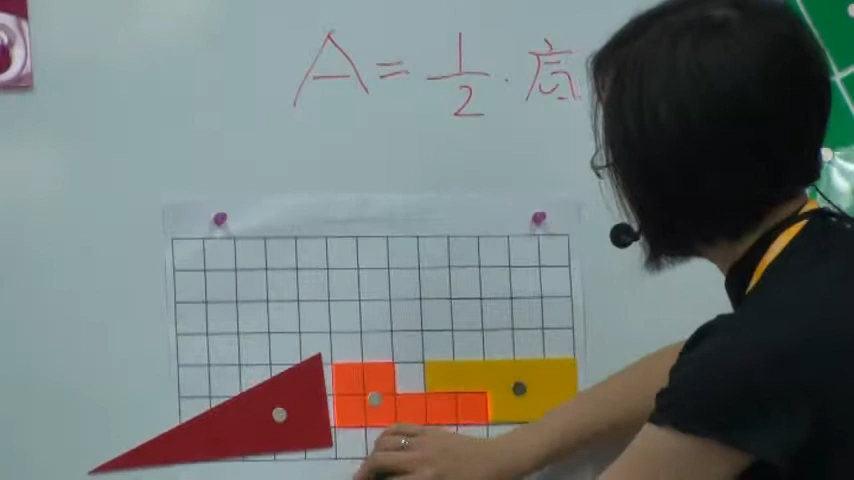 A = 1/2 · 底